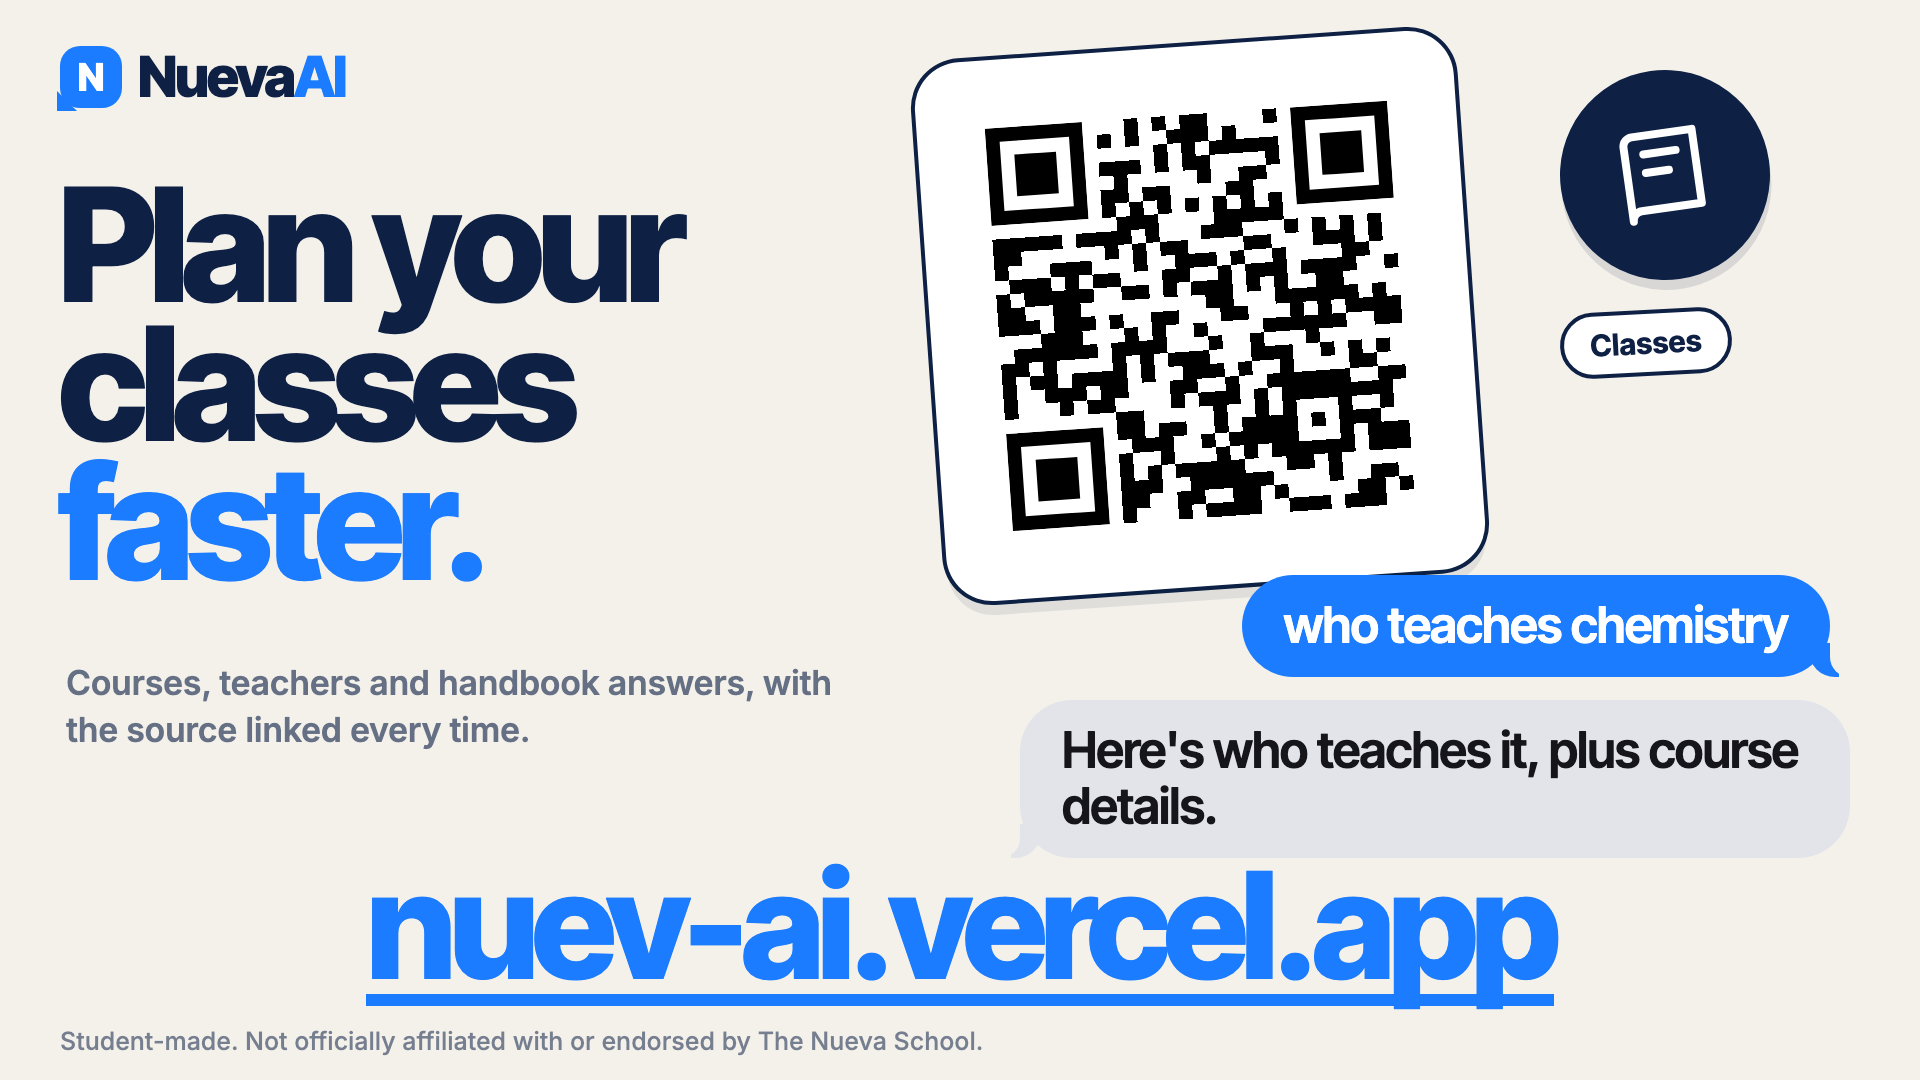 N NuevaAI
Plan your
classes
faster.
Courses, teachers and handbook answers, with
the source linked every time.
Classes
who teaches chemistry
Here's who teaches it, plus course
details.
nuev-ai.vercel.app
Student-made. Not officially affiliated with or endorsed by The Nueva School.